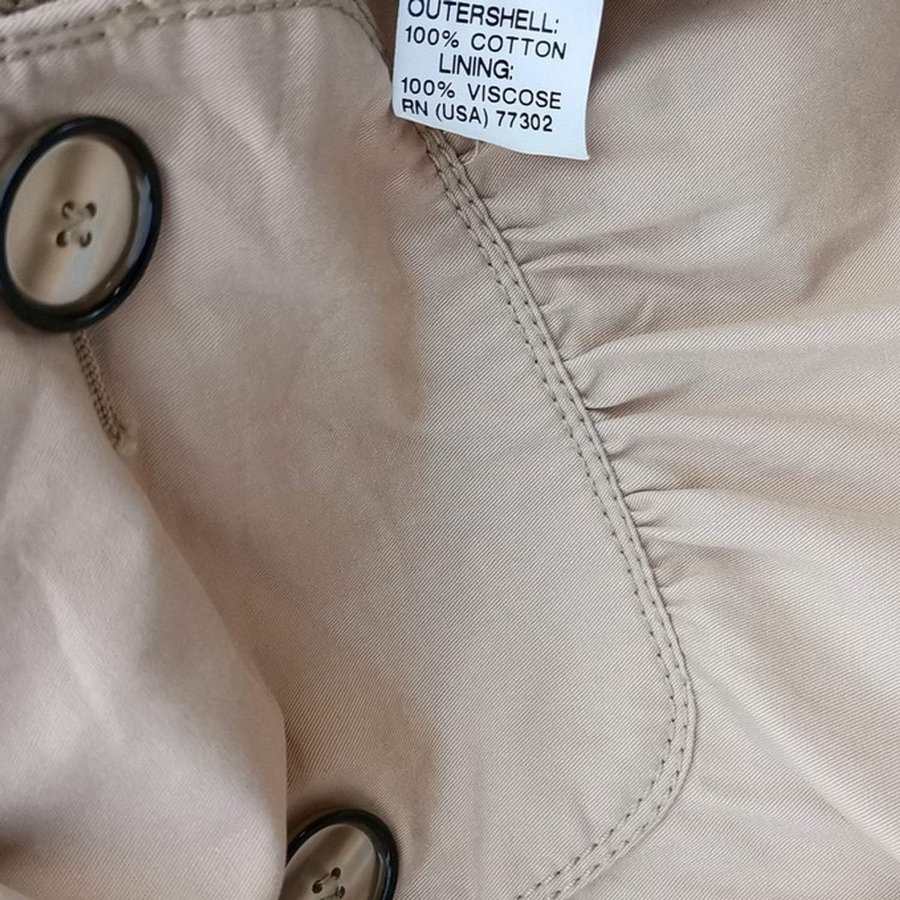 OUTERSHELL:
100% COTTON
LINING:
100% VISCOSE
RN (USA) 77302